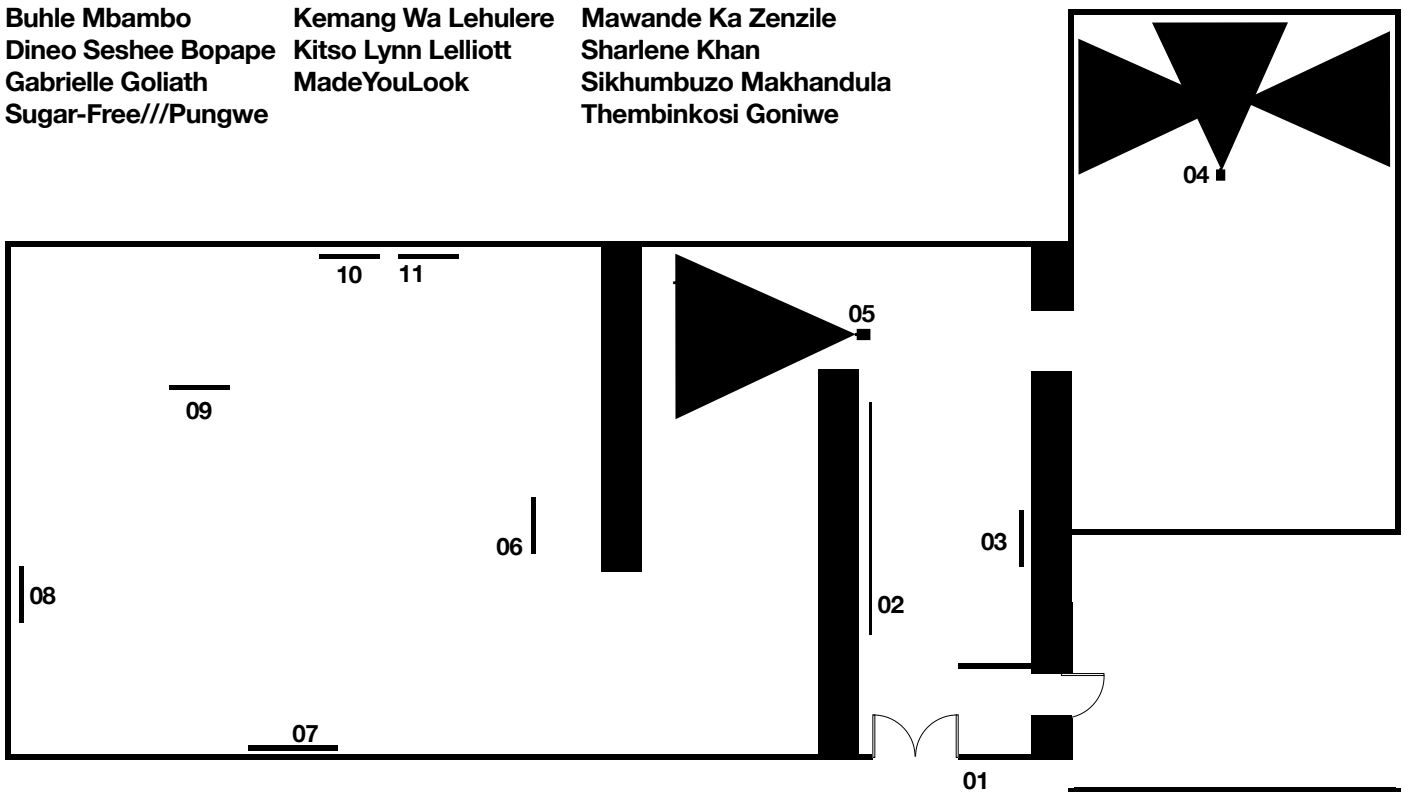 Buhle Mbambo
Dineo Seshee Bopape
Gabrielle Goliath
Sugar-Free///Pungwe
Kemang Wa Lehulere
Kitso Lynn Lelliott
MadeYouLook
Mawande Ka Zenzile
Sharlene Khan
Sikhumbuzo Makhandula
Thembinkosi Goniwe
04
10
11
05
09
06
03
08
02
07
01